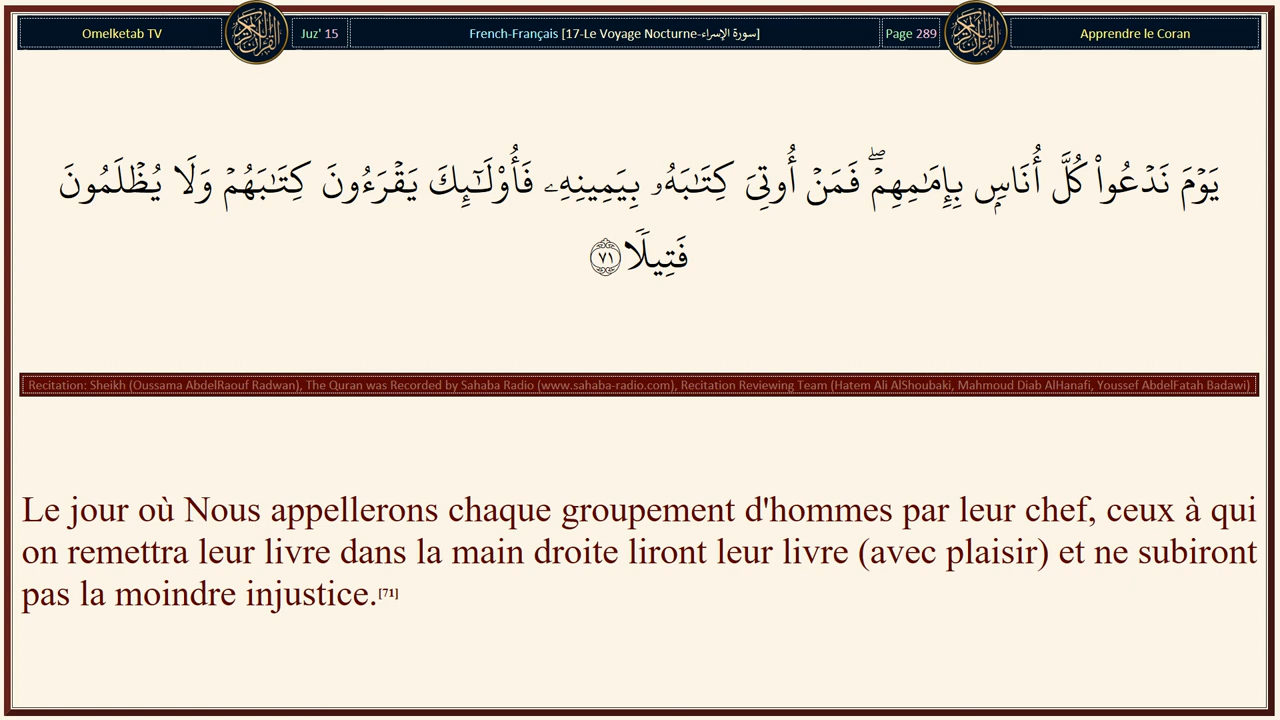 Omelketab TV
Juz' 15
French-Français [17-Le Voyage Nocturne-سورة الإسراء]
Page 289
Apprendre le Coran
يَوۡمَ نَدۡعُواْ كُلَّ أُنَاسِۭ بِإِمَٰمِهِمۡۖ فَمَنۡ أُوتِيَ كِتَٰبَهُۥ بِيَمِينِهِۦ فَأُوْلَٰٓئِكَ يَقۡرَءُونَ كِتَٰبَهُمۡ وَلَا يُظۡلَمُونَ
فَتِيلٗا ٧١
Recitation: Sheikh (Oussama AbdelRaouf Radwan), The Quran was Recorded by Sahaba Radio (www.sahaba-radio.com), Recitation Reviewing Team (Hatem Ali AlShoubaki, Mahmoud Diab AlHanafi, Youssef AbdelFatah Badawi)
Le jour où Nous appellerons chaque groupement d'hommes par leur chef, ceux à qui
on remettra leur livre dans la main droite liront leur livre (avec plaisir) et ne subiront
pas la moindre injustice.[71]